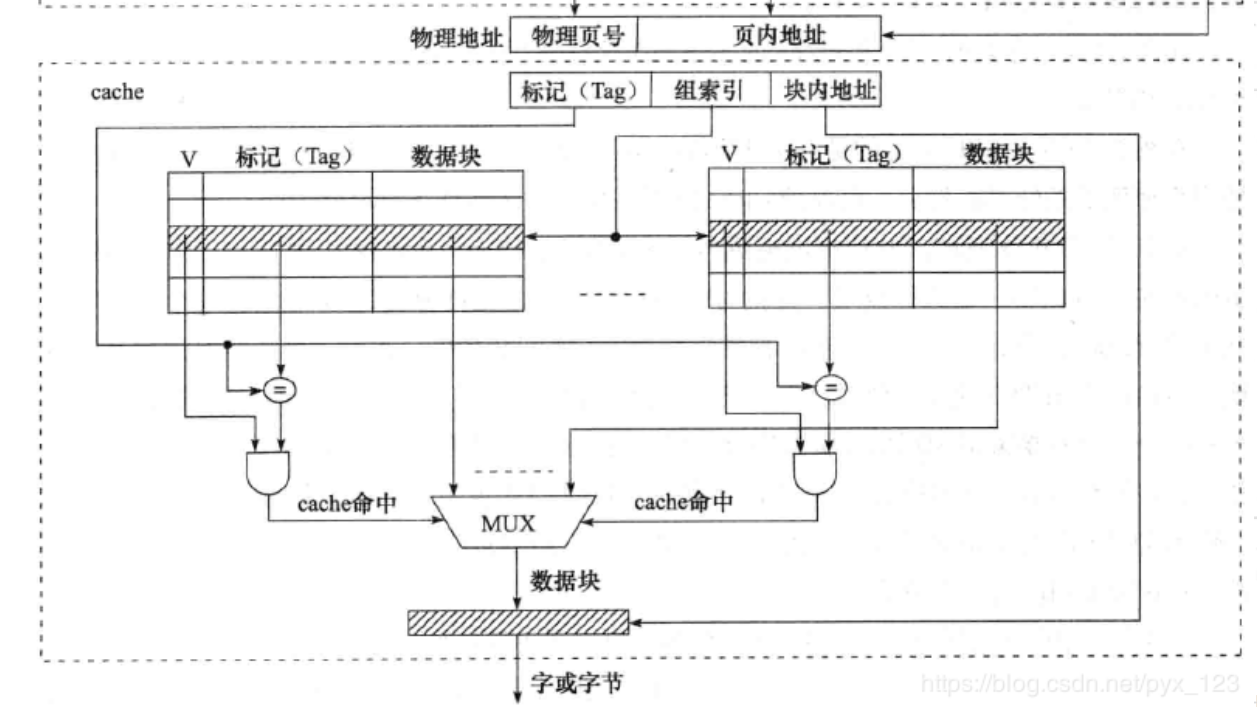 物理地址 物理页号 页内地址
cache 标记（Tag） 组索引 块内地址
V 标记（Tag） 数据块 V 标记（Tag） 数据块
= =
cache命中 MUX cache命中
数据块
字或字节
https://blog.csdn.net/pyx_123